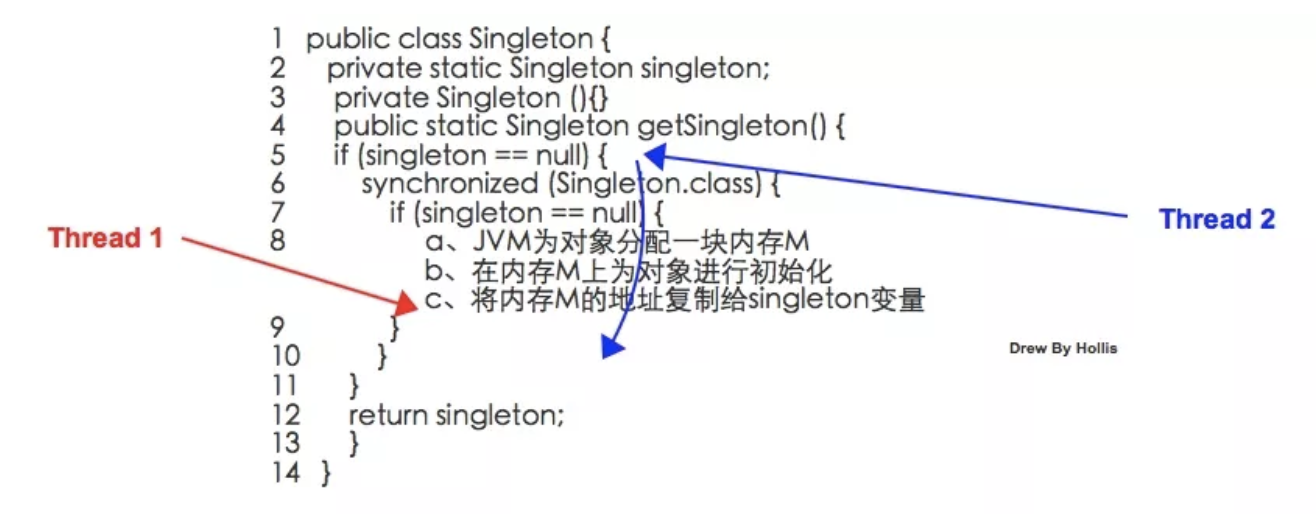 1 public class Singleton {
2 private static Singleton singleton;
3 private Singleton (){}
4 public static Singleton getSingleton() {
5 if (singleton == null) {
6 synchronized (Singleton.class) {
7 if (singleton == null) {
Thread 2
Thread 1
8 a、JVM为对象分配一块内存M
b、在内存M上为对象进行初始化
c、将内存M的地址复制给singleton变量
9 }
Drew By Hollis
10 }
11 }
12 return singleton;
13 }
14 }